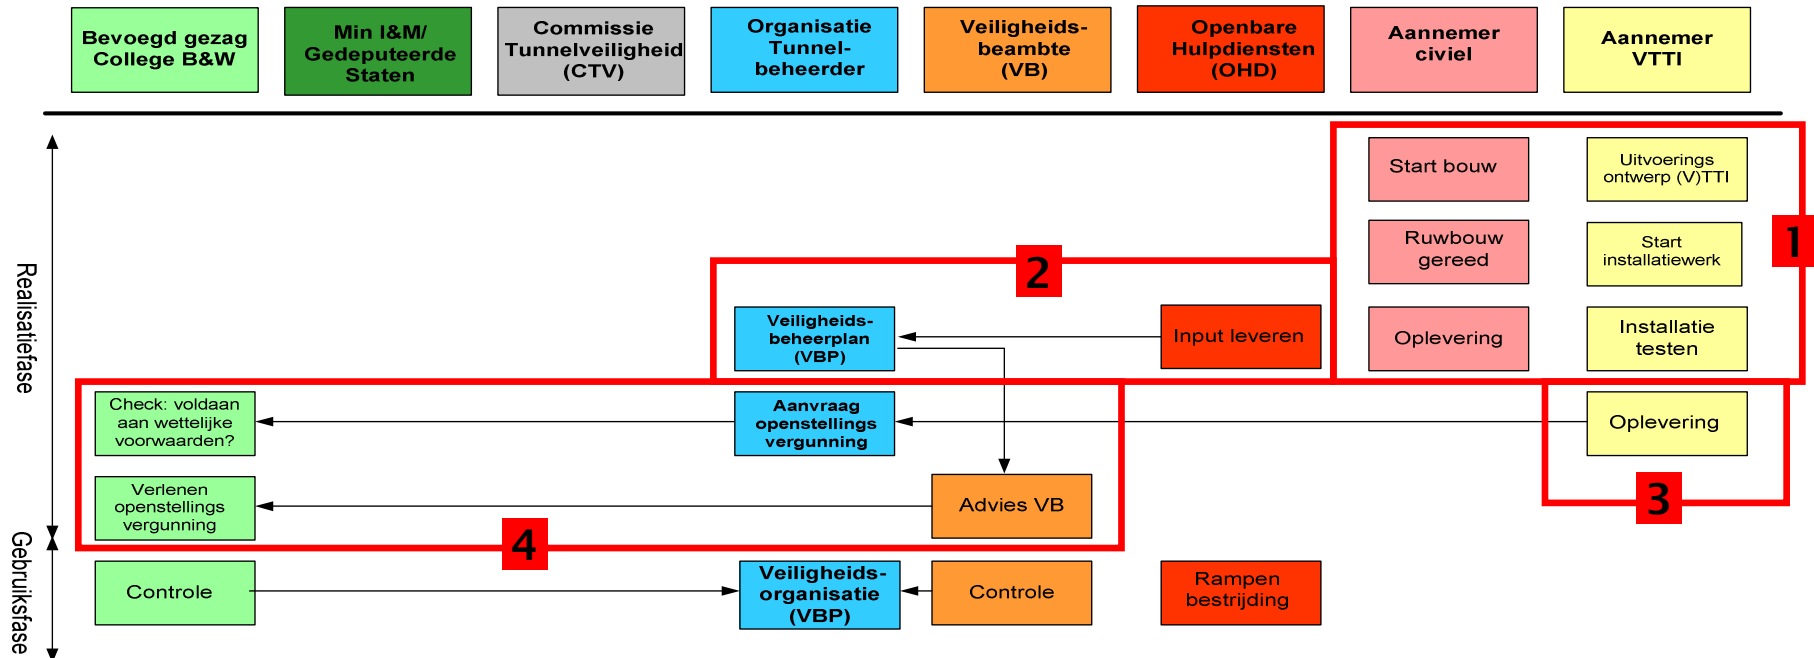 Bevoegd gezag
College B&W
Min I&M/
Gedeputeerde
Staten
Commissie
Tunnelveiligheid
(CTV)
Organisatie
Tunnel-
beheerder
Veiligheids-
beambte
(VB)
Openbare
Hulpdiensten
(OHD)
Aannemer
civiel
Aannemer
VTTI
Realisatiefase
Start bouw
Uitvoerings
ontwerp (V)TTI
1
Ruwbouw
gereed
Start
installatiewerk
2
Veiligheids-
beheerplan
(VBP)
Input leveren
Oplevering
Installatie
testen
Check: voldaan
aan wettelijke
voorwaarden?
Aanvraag
openstellings
vergunning
Oplevering
3
Verlenen
openstellings
vergunning
Advies VB
4
Gebruiksfase
Controle
Veiligheids-
organisatie
(VBP)
Controle
Rampen
bestrijding